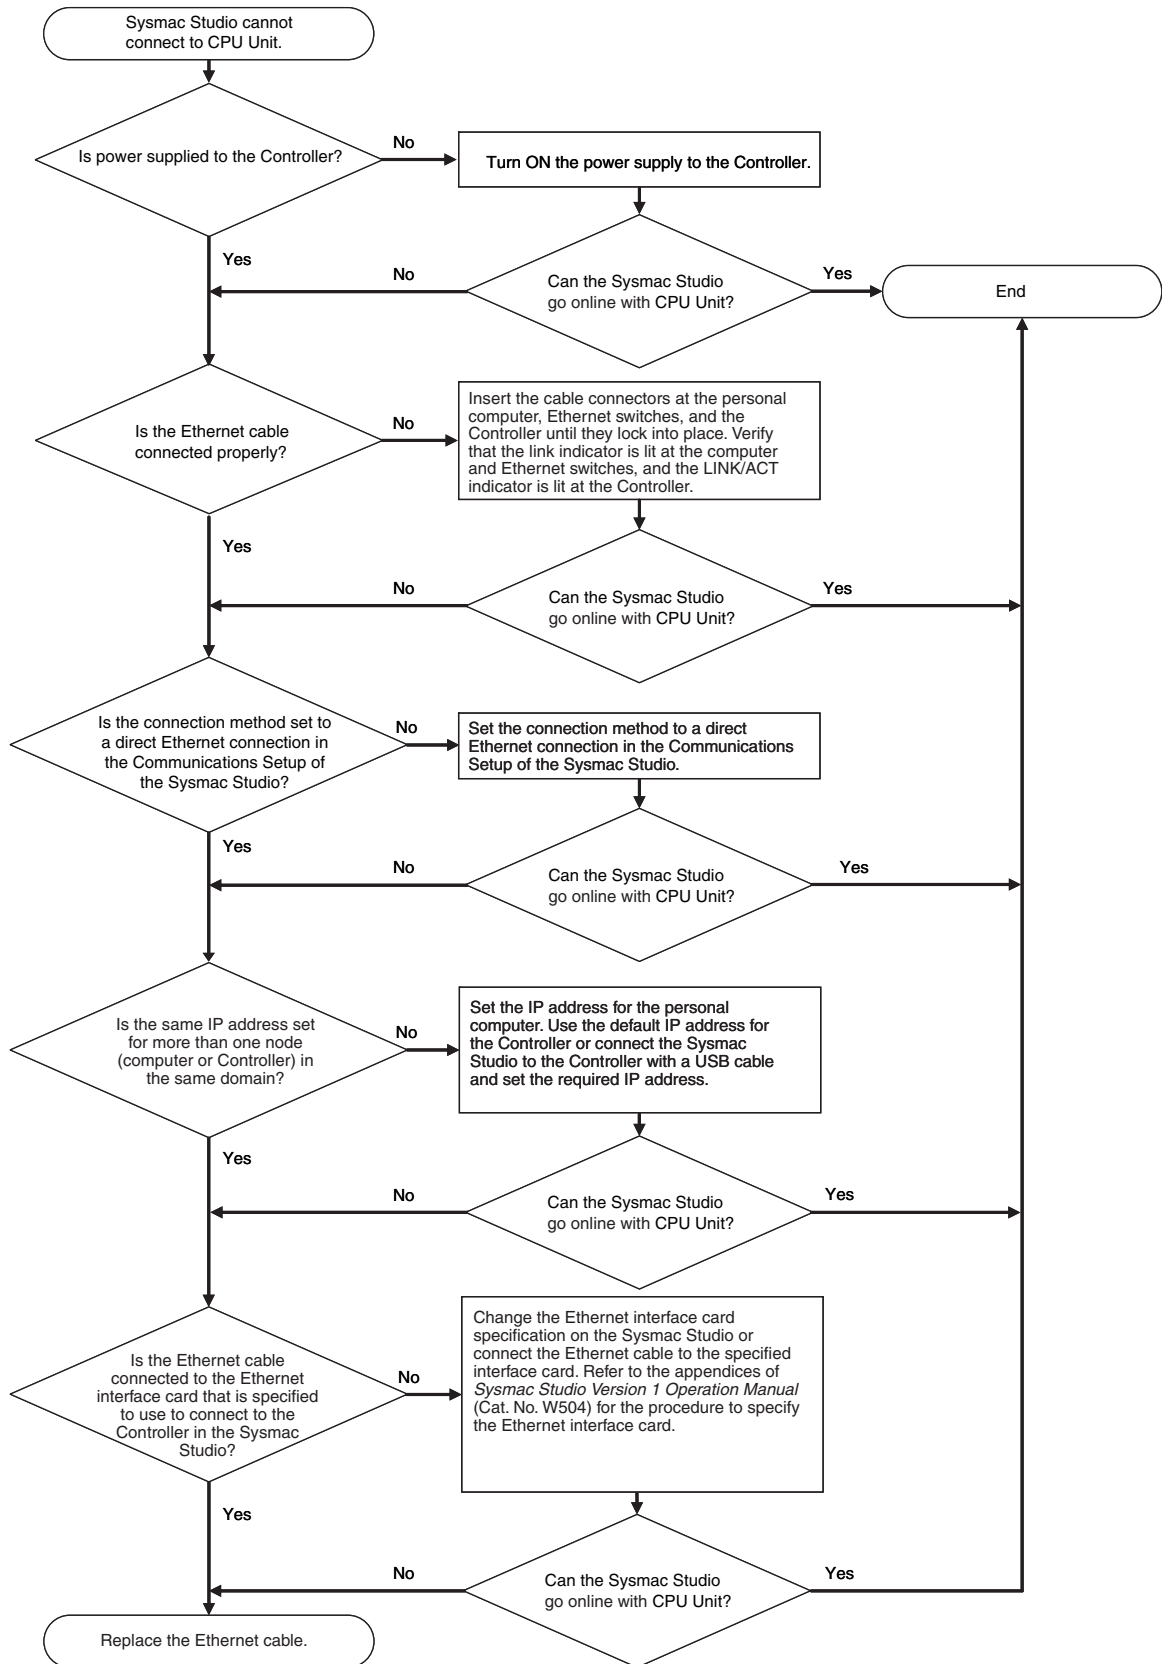 Sysmac Studio cannot
connect to CPU Unit.
Is power supplied to the Controller?
No
Turn ON the power supply to the Controller.
Yes
No
Can the Sysmac Studio
go online with CPU Unit?
Yes
End
Is the Ethernet cable
connected properly?
No
Insert the cable connectors at the personal
computer, Ethernet switches, and the
Controller until they lock into place. Verify
that the link indicator is lit at the computer
and Ethernet switches, and the LINK/ACT
indicator is lit at the Controller.
Yes
No
Can the Sysmac Studio
go online with CPU Unit?
Yes
Is the connection method set to
a direct Ethernet connection in
the Communications Setup of
the Sysmac Studio?
No
Set the connection method to a direct
Ethernet connection in the Communications
Setup of the Sysmac Studio.
Yes
No
Can the Sysmac Studio
go online with CPU Unit?
Yes
Is the same IP address set
for more than one node
(computer or Controller) in
the same domain?
No
Set the IP address for the personal
computer. Use the default IP address for
the Controller or connect the Sysmac
Studio to the Controller with a USB cable
and set the required IP address.
Yes
No
Can the Sysmac Studio
go online with CPU Unit?
Yes
Is the Ethernet cable
connected to the Ethernet
interface card that is specified
to use to connect to the
Controller in the Sysmac
Studio?
No
Change the Ethernet interface card
specification on the Sysmac Studio or
connect the Ethernet cable to the specified
interface card. Refer to the appendices of
Sysmac Studio Version 1 Operation Manual
(Cat. No. W504) for the procedure to specify
the Ethernet interface card.
Yes
No
Can the Sysmac Studio
go online with CPU Unit?
Yes
Replace the Ethernet cable.